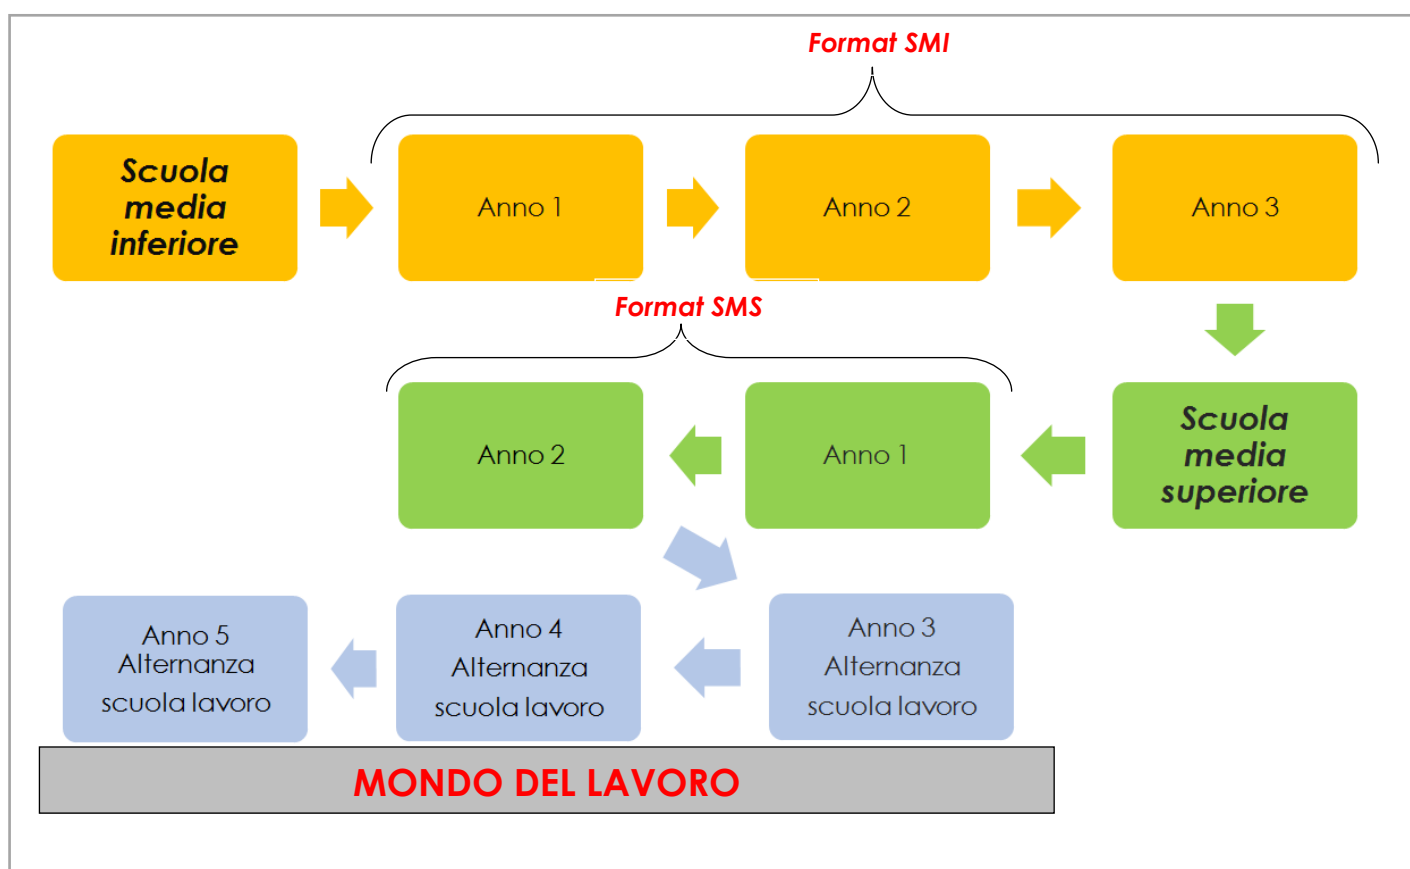 Format SMI
Scuola
media
inferiore
Anno 1
Anno 2
Anno 3
Format SMS
Anno 2
Anno 1
Scuola
media
superiore
Anno 5
Alternanza
scuola lavoro
Anno 4
Alternanza
scuola lavoro
Anno 3
Alternanza
scuola lavoro
MONDO DEL LAVORO